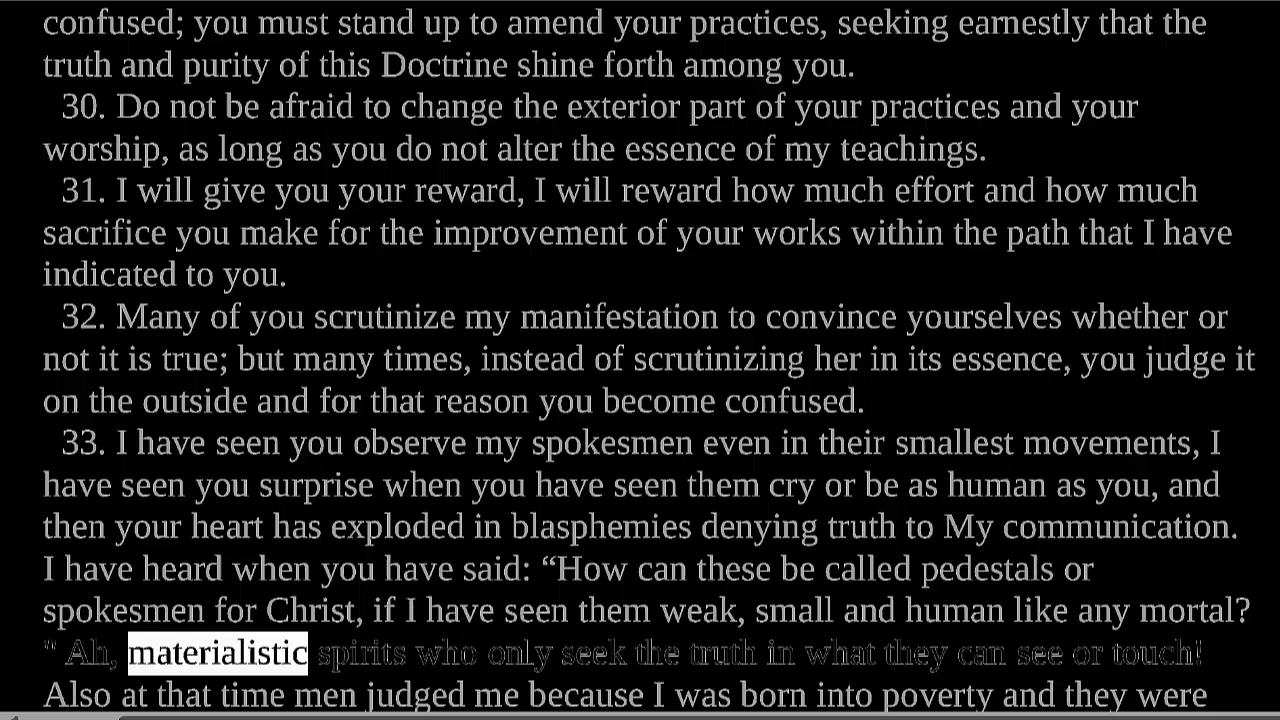 confused; you must stand up to amend your practices, seeking earnestly that the
truth and purity of this Doctrine shine forth among you.
30. Do not be afraid to change the exterior part of your practices and your
worship, as long as you do not alter the essence of my teachings.
31. I will give you your reward, I will reward how much effort and how much
sacrifice you make for the improvement of your works within the path that I have
indicated to you.
32. Many of you scrutinize my manifestation to convince yourselves whether or
not it is true; but many times, instead of scrutinizing her in its essence, you judge it
on the outside and for that reason you become confused.
33. I have seen you observe my spokesmen even in their smallest movements, I
have seen you surprise when you have seen them cry or be as human as you, and
then your heart has exploded in blasphemies denying truth to My communication.
I have heard when you have said: “How can these be called pedestals or
spokesmen for Christ, if I have seen them weak, small and human like any mortal?
" Ah, materialistic spirits who only seek the truth in what they can see or touch!
Also at that time men judged me because I was born into poverty and they were